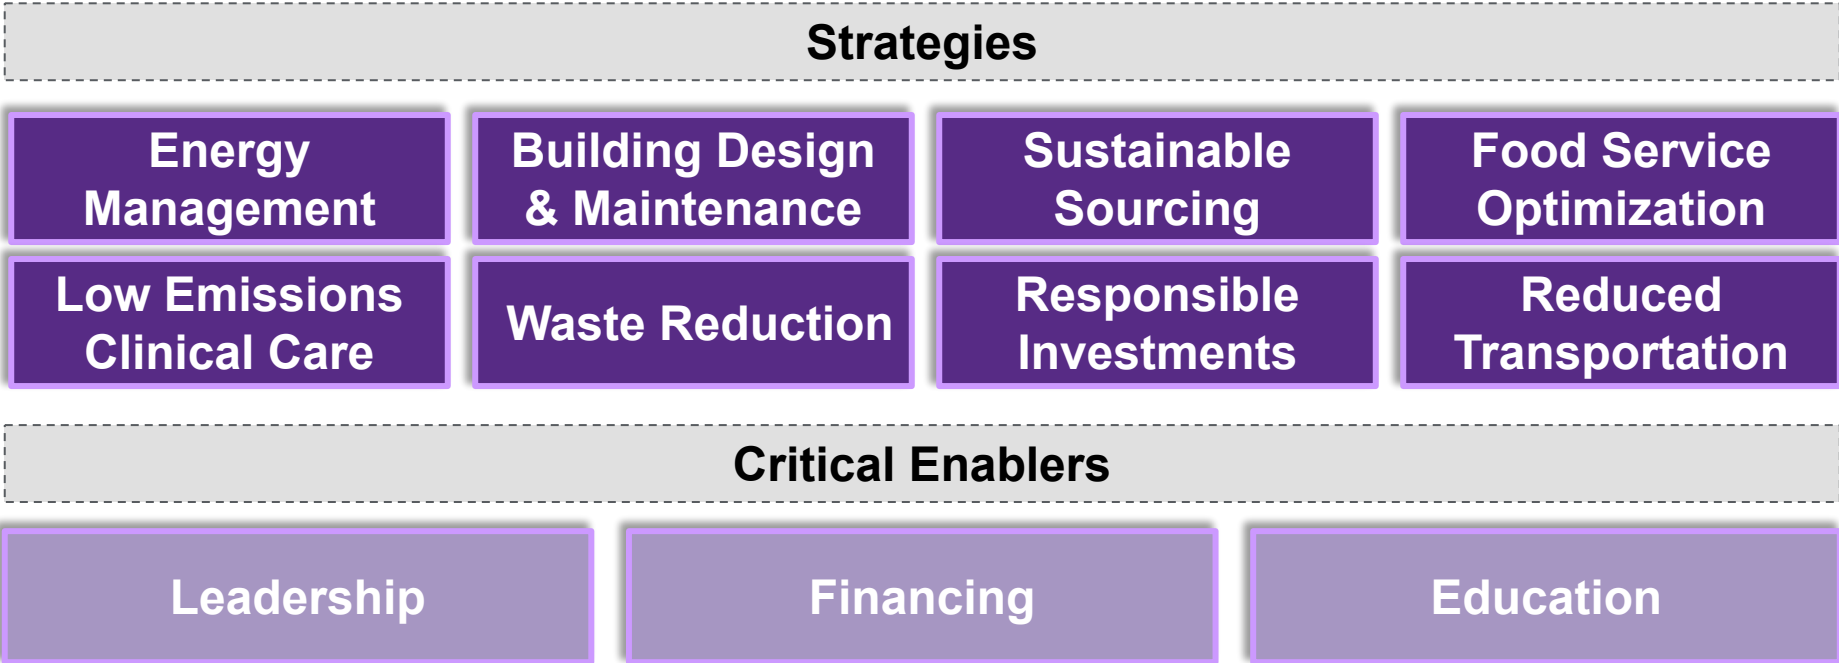 Strategies
Energy
Management
Building Design
& Maintenance
Sustainable
Sourcing
Food Service
Optimization
Low Emissions
Clinical Care
Waste Reduction
Responsible
Investments
Reduced
Transportation
Critical Enablers
Leadership
Financing
Education